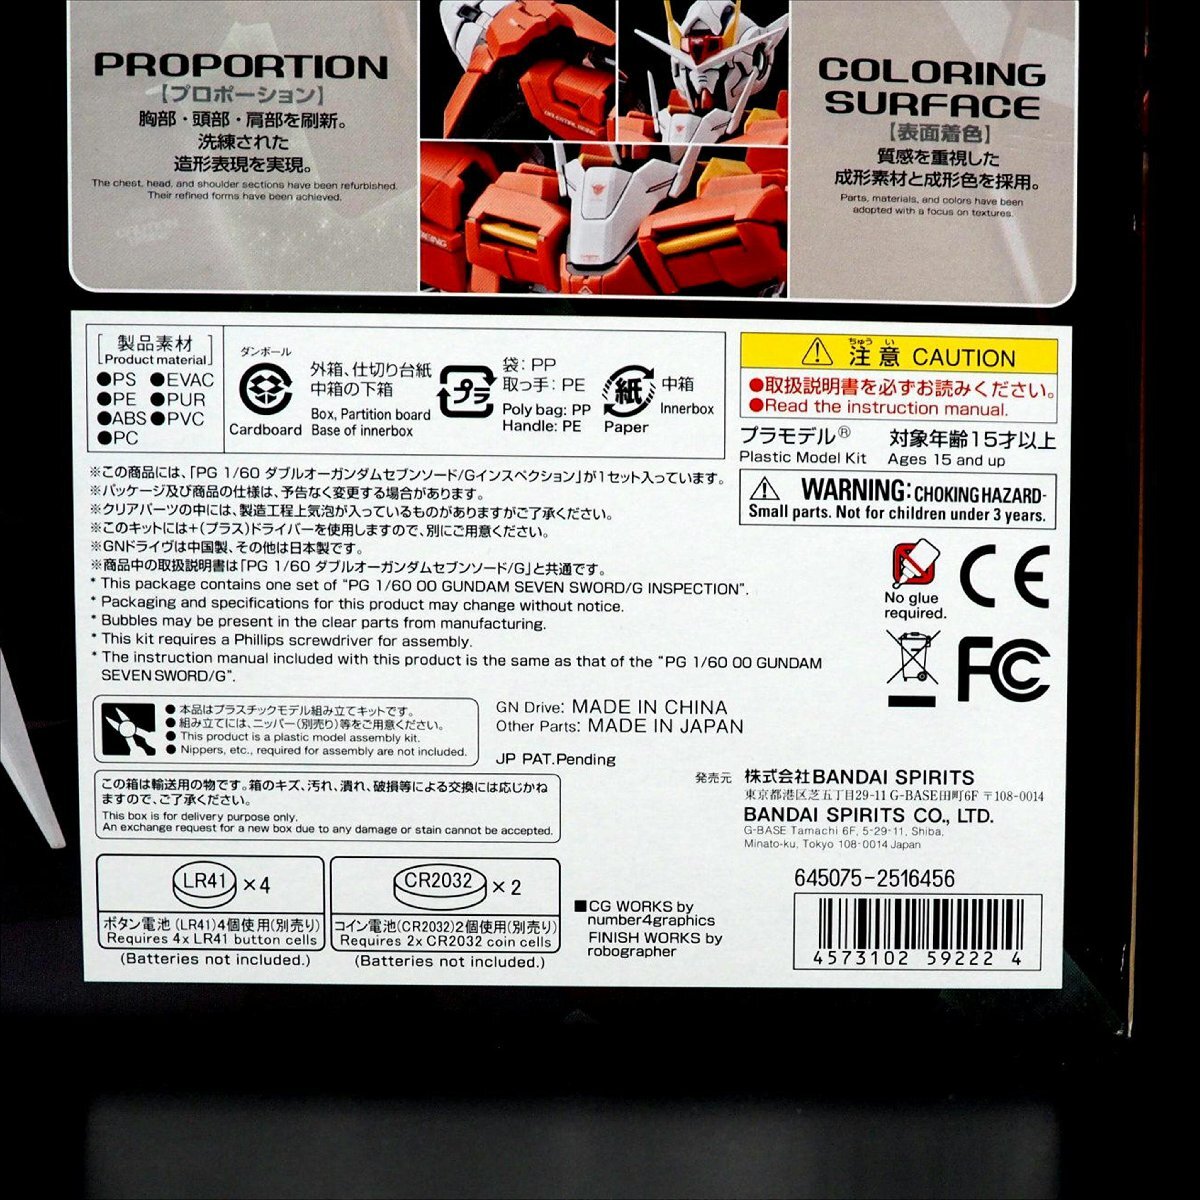 PROPORTION
【プロポーション】
胸部・頭部・肩部を刷新。
洗練された
造形表現を実現。
The chest, head, and shoulder sections have been refurbished.
Their refined forms have been achieved.
CELESTIAL BEING
COLORING
SURFACE
【表面着色】
質感を重視した
成形素材と成形色を採用。
Parts, materials, and colors have been
adopted with a focus on textures.
製品素材
Product material
●PS ●EVAC
●PE ●PUR
●ABS ●PVC
●PC
ダンボール
Cardboard
外箱、仕切り台紙
中箱の下箱
Box, Partition board
Base of innerbox
プラ
袋: PP
取っ手: PE
Poly bag: PP
Handle: PE
紙
Paper
中箱
Innerbox
ちゅう い
注意 CAUTION
●取扱説明書を必ずお読みください。
●Read the instruction manual.
プラモデル® 対象年齢15才以上
Plastic Model Kit Ages 15 and up
WARNING: CHOKING HAZARD-
Small parts. Not for children under 3 years.
No glue
required.
CE
FC
※この商品には、「PG 1/60 ダブルオーガンダムセブンソード/Gインスペクション」が1セット入っています。
※パッケージ及び商品の仕様は、予告なく変更する場合があります。
※クリアパーツの中には、製造工程上気泡が入っているものがありますがご了承ください。
※このキットには+(プラス)ドライバーを使用しますので、別にご用意ください。
※GNドライヴは中国製、その他は日本製です。
※商品中の取扱説明書は「PG 1/60 ダブルオーガンダムセブンソード/G」と共通です。
* This package contains one set of "PG 1/60 00 GUNDAM SEVEN SWORD/G INSPECTION".
* Packaging and specifications for this product may change without notice.
* Bubbles may be present in the clear parts from manufacturing.
* This kit requires a Phillips screwdriver for assembly.
* The instruction manual included with this product is the same as that of the "PG 1/60 00 GUNDAM
SEVEN SWORD/G".
● 本品はプラスチックモデル組み立てキットです。
● 組み立てには、ニッパー(別売り)等をご用意ください。
● This product is a plastic model assembly kit.
● Nippers, etc., required for assembly are not included.
GN Drive: MADE IN CHINA
Other Parts: MADE IN JAPAN
JP PAT.Pending
この箱は輸送用の物です。箱のキズ、汚れ、潰れ、破損等による交換には応じかね
ますので、ご了承ください。
This box is for delivery purpose only.
An exchange request for a new box due to any damage or stain cannot be accepted.
発売元 株式会社BANDAI SPIRITS
東京都港区芝五丁目29-11 G-BASE田町6F 〒108-0014
BANDAI SPIRITS CO., LTD.
G-BASE Tamachi 6F, 5-29-11, Shiba,
Minato-ku, Tokyo 108-0014 Japan
LR41 ×4
ボタン電池(LR41)4個使用(別売り)
Requires 4x LR41 button cells
(Batteries not included.)
CR2032 ×2
コイン電池(CR2032)2個使用(別売り)
Requires 2x CR2032 coin cells
(Batteries not included.)
■CG WORKS by
number4graphics
FINISH WORKS by
robographer
645075-2516456
4573102 59222 4